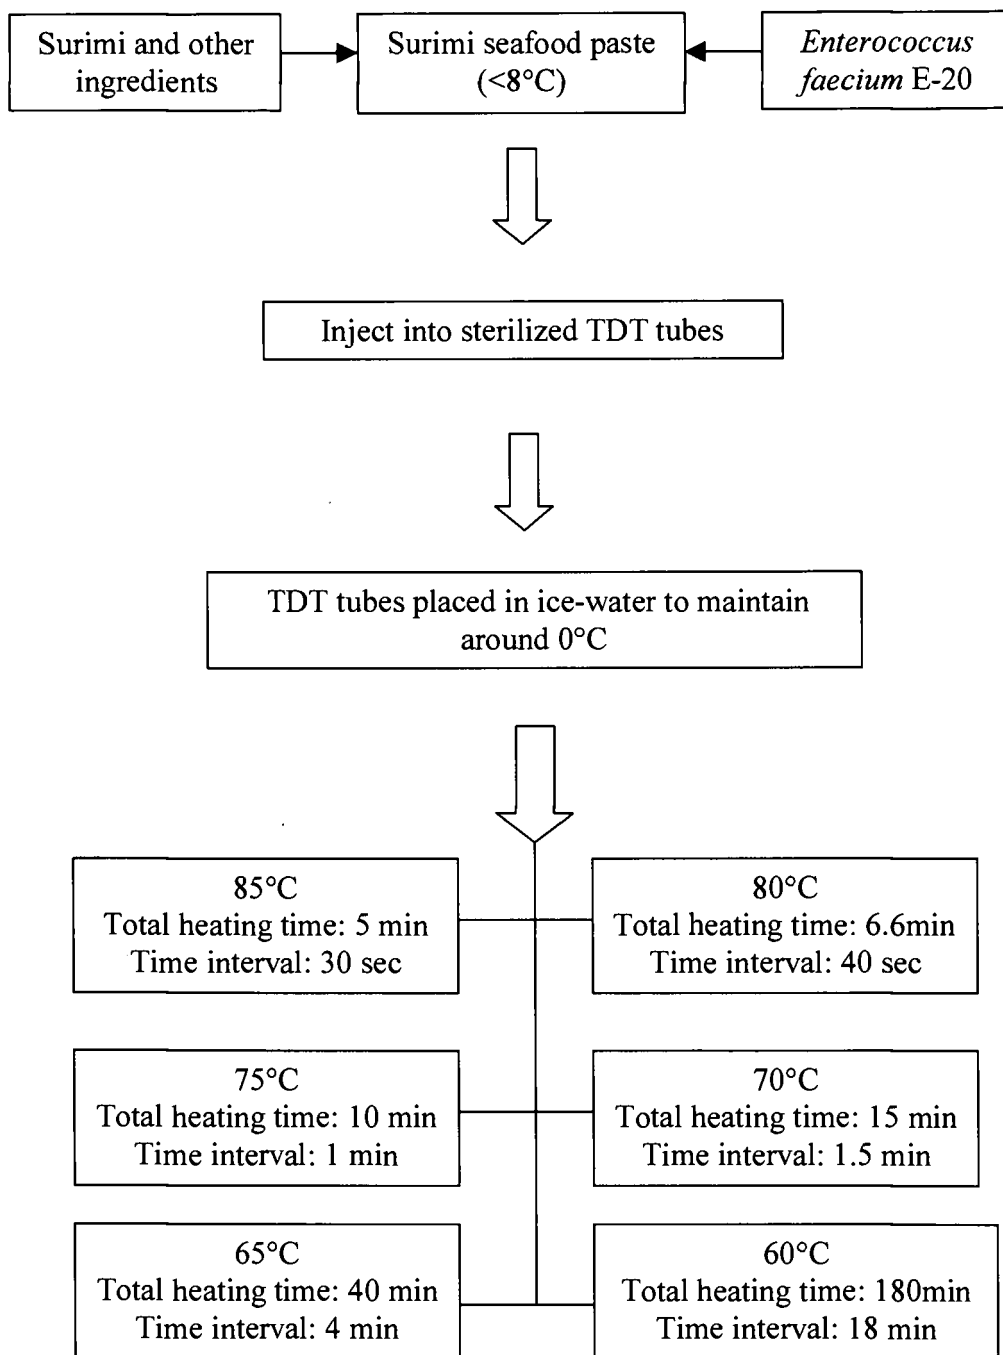 Surimi and other
ingredients
Surimi seafood paste
(<8°C)
Enterococcus
faecium E-20
Inject into sterilized TDT tubes
TDT tubes placed in ice-water to maintain
around 0°C
85°C
Total heating time: 5 min
Time interval: 30 sec
80°C
Total heating time: 6.6min
Time interval: 40 sec
75°C
Total heating time: 10 min
Time interval: 1 min
70°C
Total heating time: 15 min
Time interval: 1.5 min
65°C
Total heating time: 40 min
Time interval: 4 min
60°C
Total heating time: 180min
Time interval: 18 min